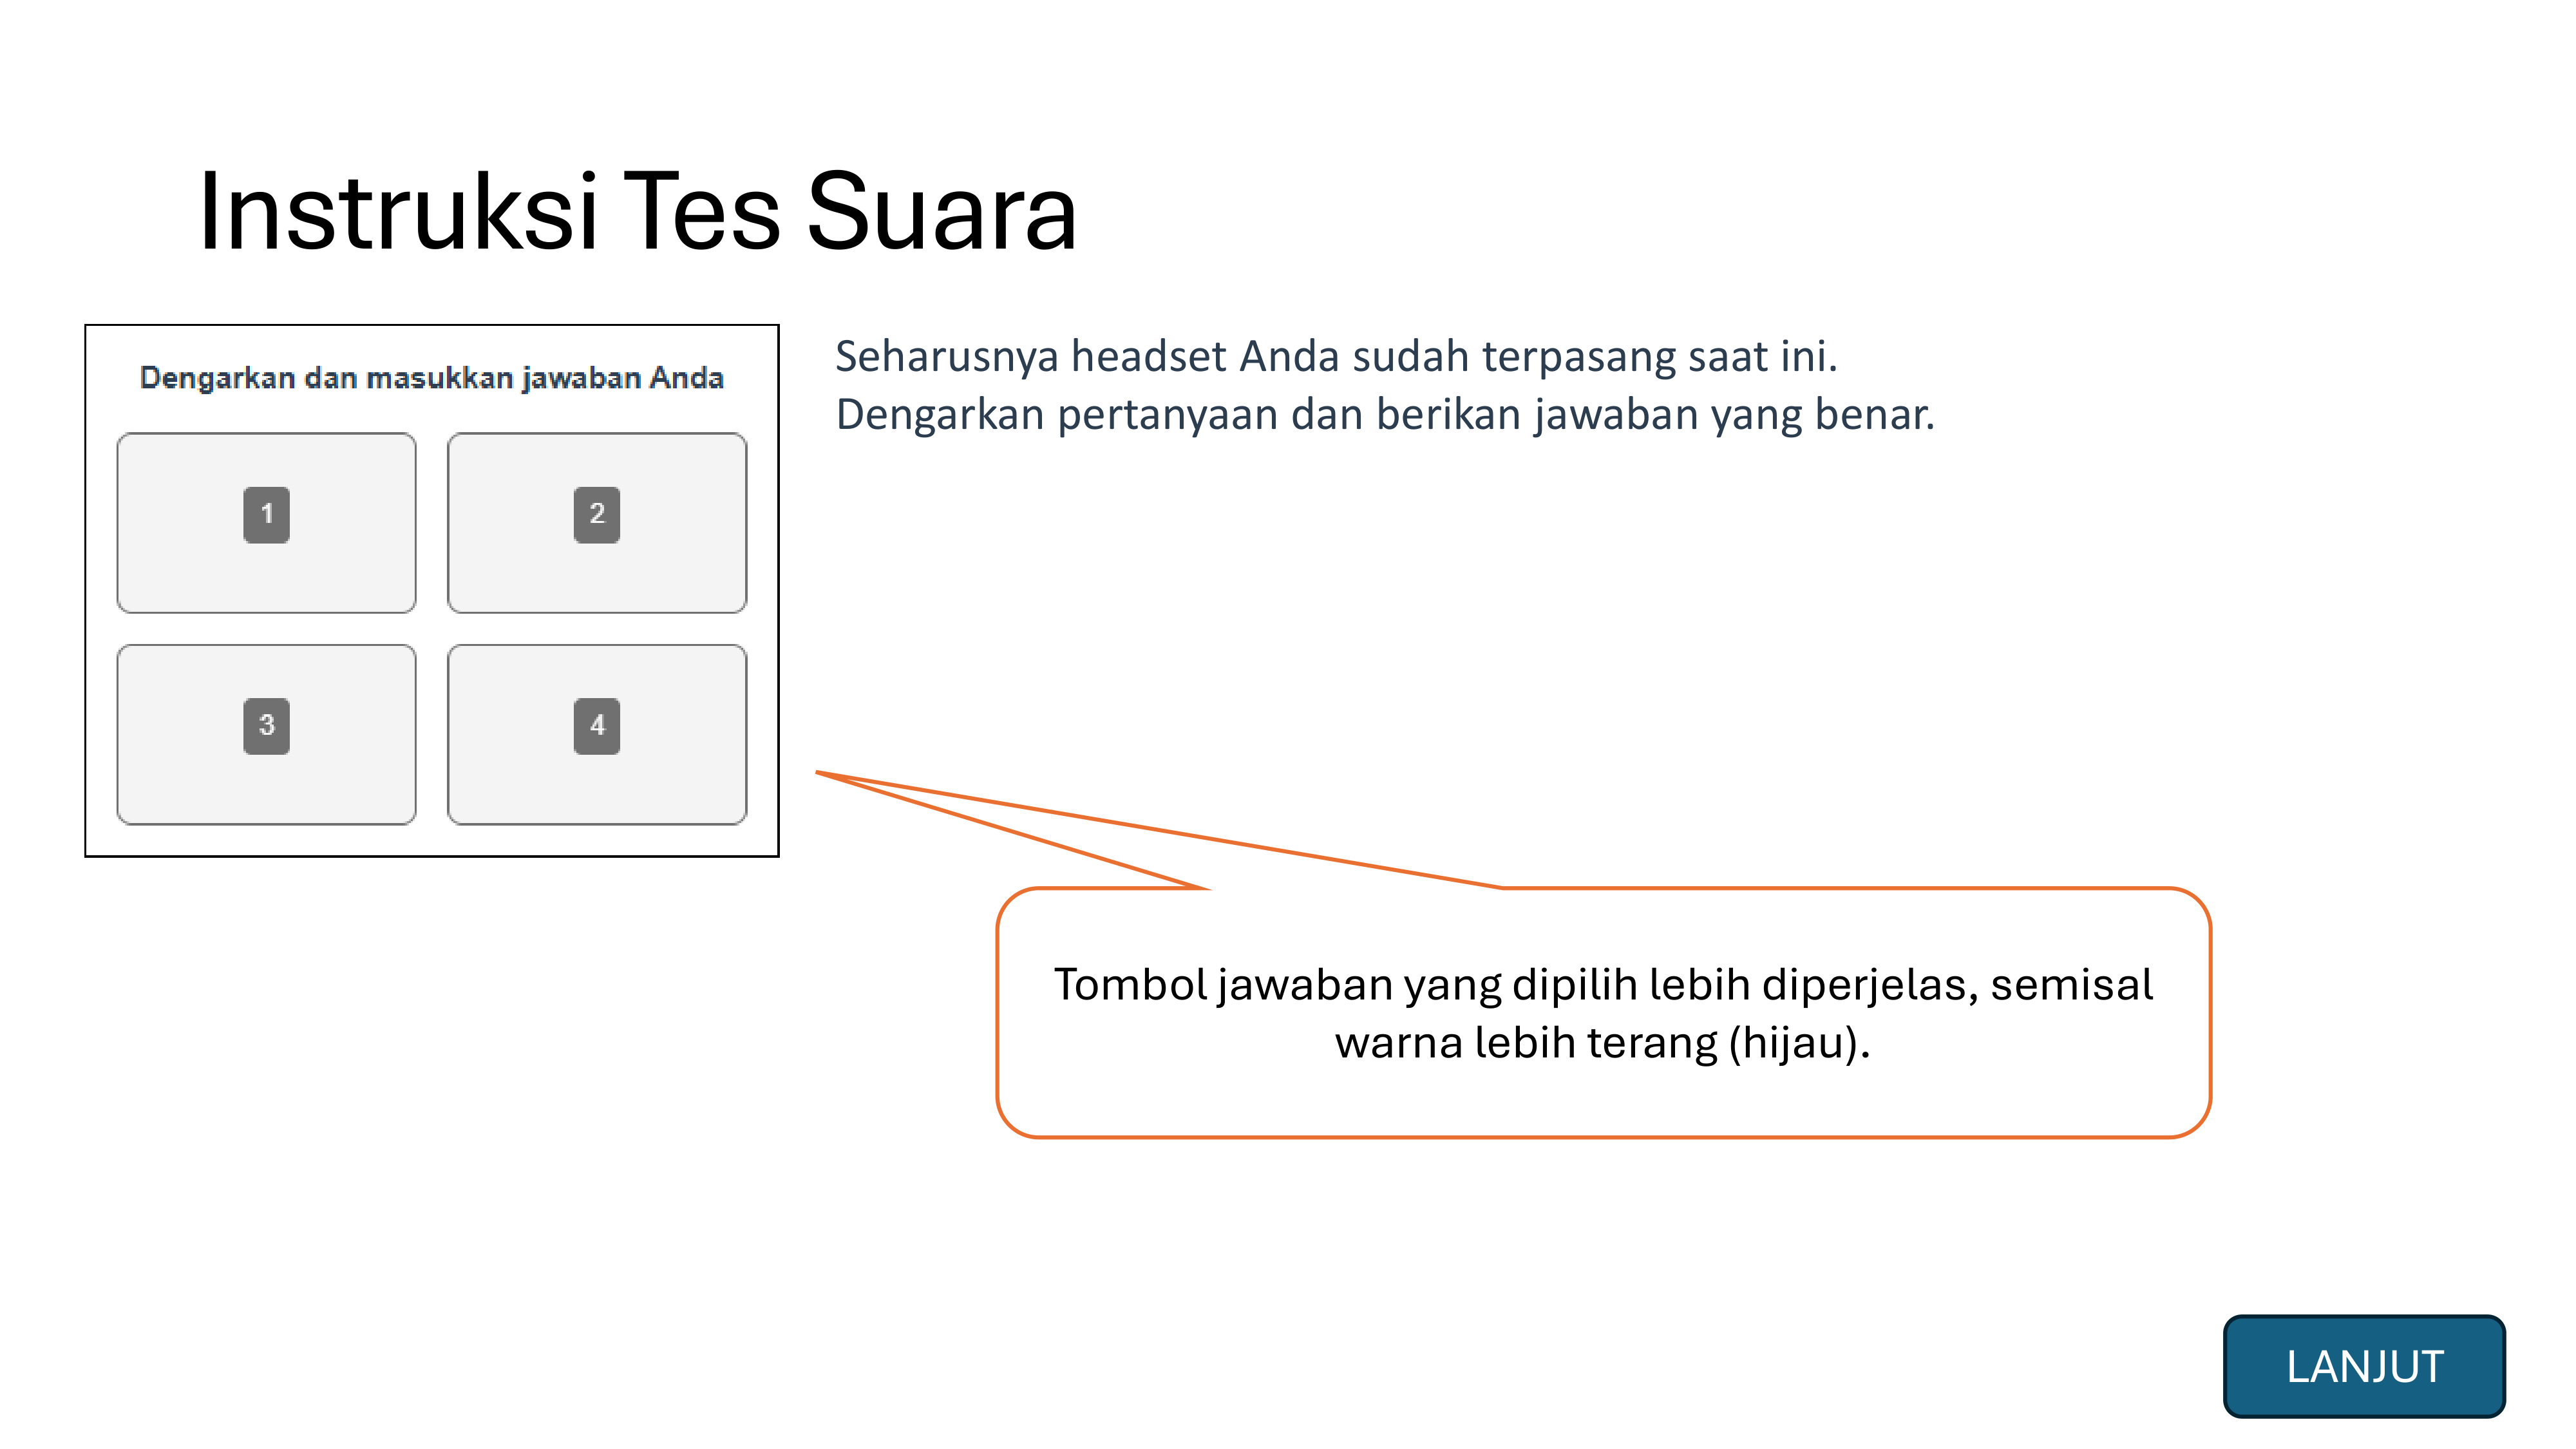 Instruksi Tes Suara
Dengarkan dan masukkan jawaban Anda
1
2
3
4
Seharusnya headset Anda sudah terpasang saat ini.
Dengarkan pertanyaan dan berikan jawaban yang benar.
Tombol jawaban yang dipilih lebih diperjelas, semisal
warna lebih terang (hijau).
LANJUT